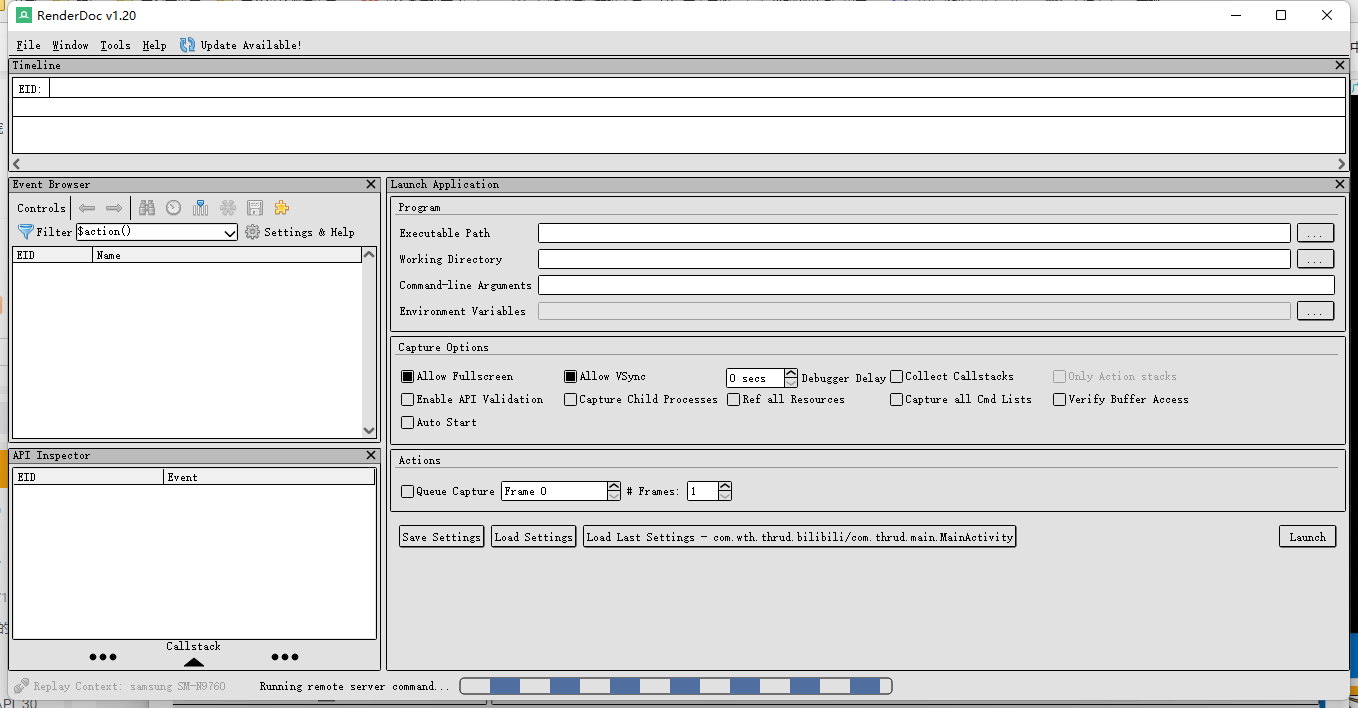 RenderDoc v1.20
File Window Tools Help Update Available!
Timeline
EID:
Event Browser
Controls
Filter $action() Settings & Help
EID Name
API Inspector
EID Event
Callstack
Launch Application
Program
Executable Path ...
Working Directory ...
Command-line Arguments
Environment Variables ...
Capture Options
Allow Fullscreen Allow VSync 0 secs Debugger Delay Collect Callstacks Only Action stacks
Enable API Validation Capture Child Processes Ref all Resources Capture all Cmd Lists Verify Buffer Access
Auto Start
Actions
Queue Capture Frame 0 # Frames: 1
Save Settings Load Settings Load Last Settings - com.wth.thrud.bilibili/com.thrud.main.MainActivity Launch
Replay Context: samsung SM-N9760 Running remote server command...